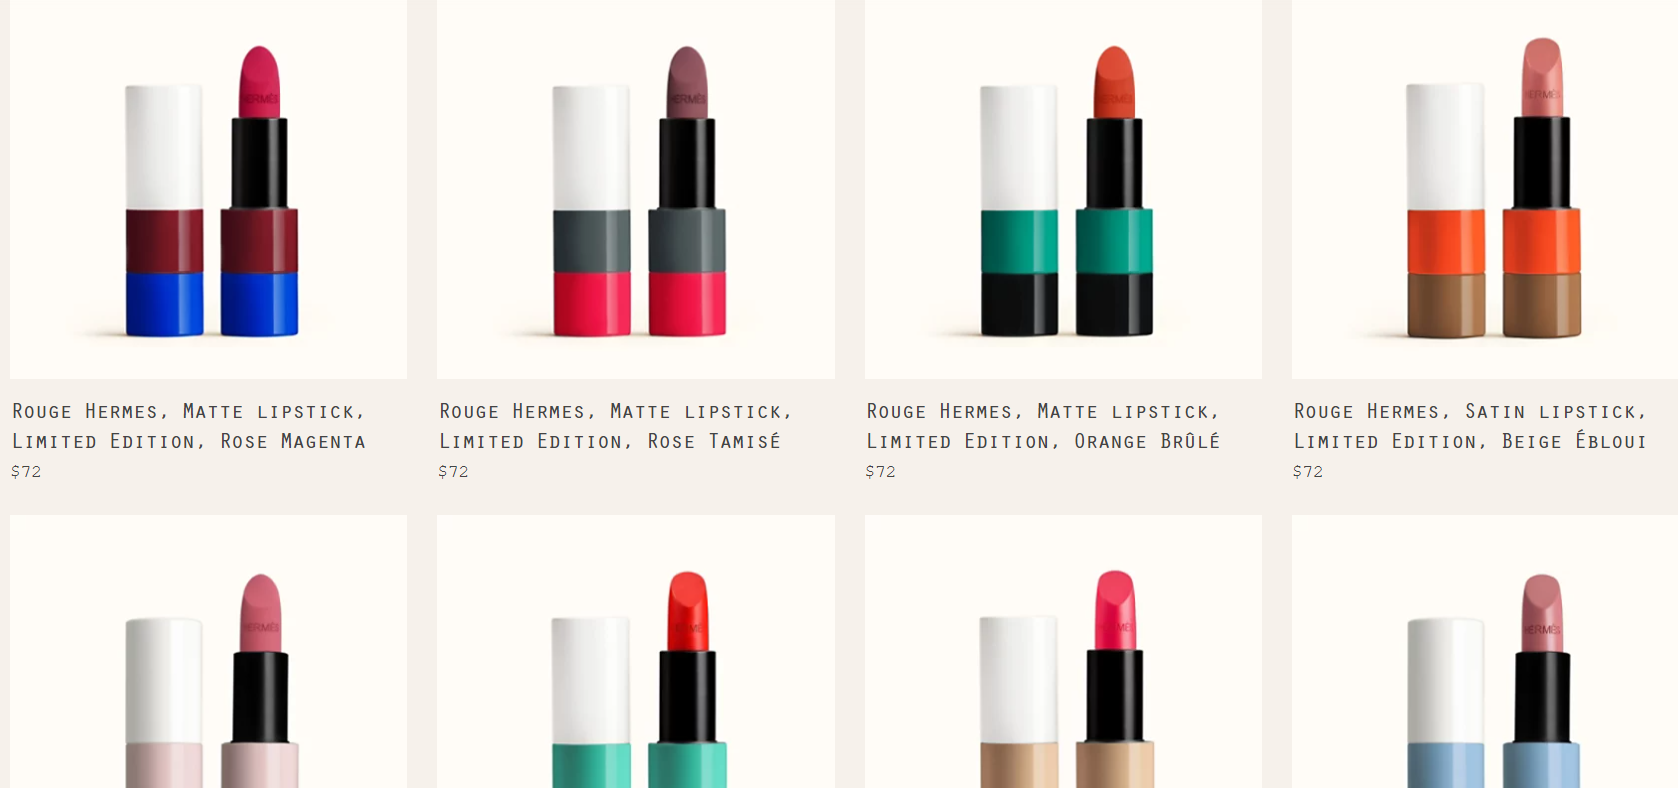 HERMÈS
HERMÈS
HERMÈS
HERMÈS
Rouge Hermes, Matte lipstick,
Limited Edition, Rose Magenta
$72
Rouge Hermes, Matte lipstick,
Limited Edition, Rose Tamisé
$72
Rouge Hermes, Matte lipstick,
Limited Edition, Orange Brûlé
$72
Rouge Hermes, Satin lipstick,
Limited Edition, Beige Ébloui
$72
HERMÈS
HERMÈS
HERMÈS
HERMÈS